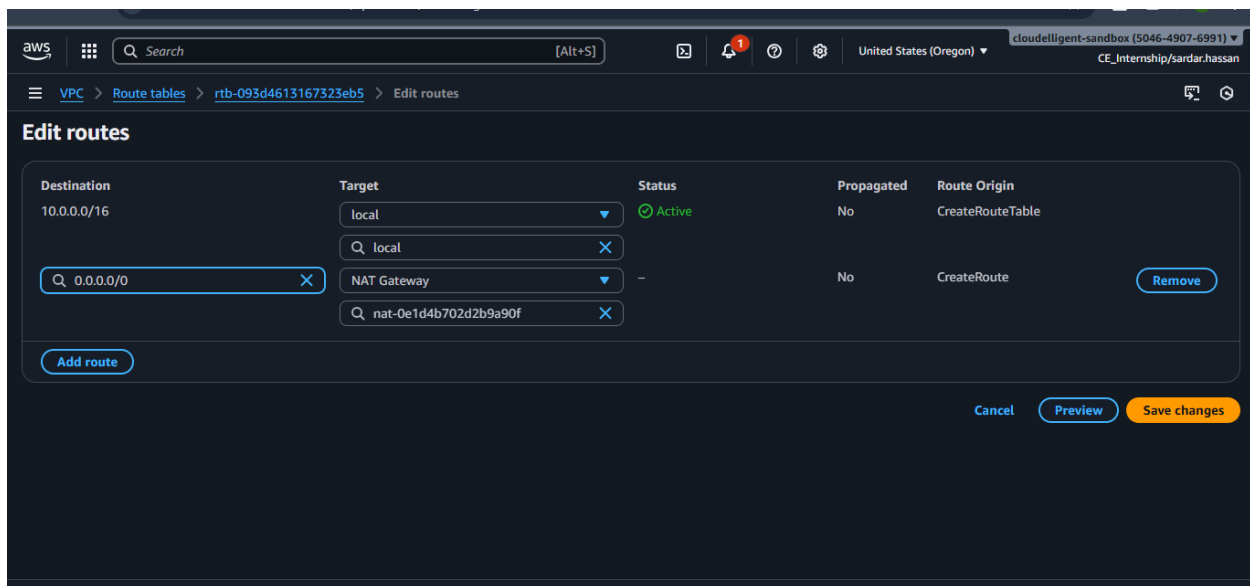 aws
Search [Alt+S]
1
United States (Oregon)
cloudelligent-sandbox (5046-4907-6991)
CE_Internship/sardar.hassan
VPC > Route tables > rtb-093d4613167323eb5 > Edit routes
Edit routes
Destination Target Status Propagated Route Origin
10.0.0.0/16 local Active No CreateRouteTable
local
0.0.0.0/0 NAT Gateway – No CreateRoute Remove
nat-0e1d4b702d2b9a90f
Add route
Cancel Preview Save changes